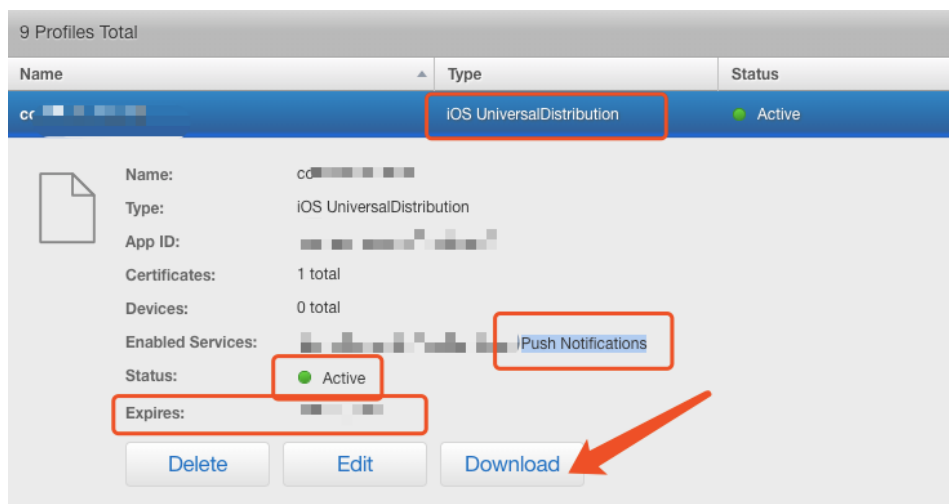 9 Profiles Total
Name Type Status
iOS UniversalDistribution Active
Name:
Type: iOS UniversalDistribution
App ID:
Certificates: 1 total
Devices: 0 total
Enabled Services: Push Notifications
Status: Active
Expires:
Delete Edit Download